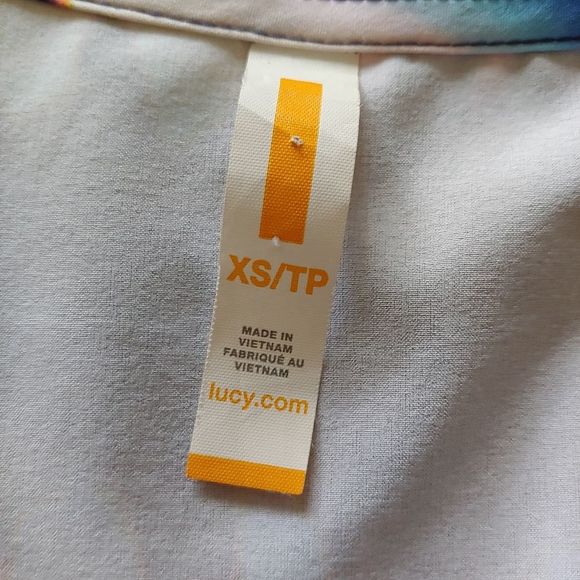 XS/TP
MADE IN
VIETNAM
FABRIQUÉ AU
VIETNAM
lucy.com